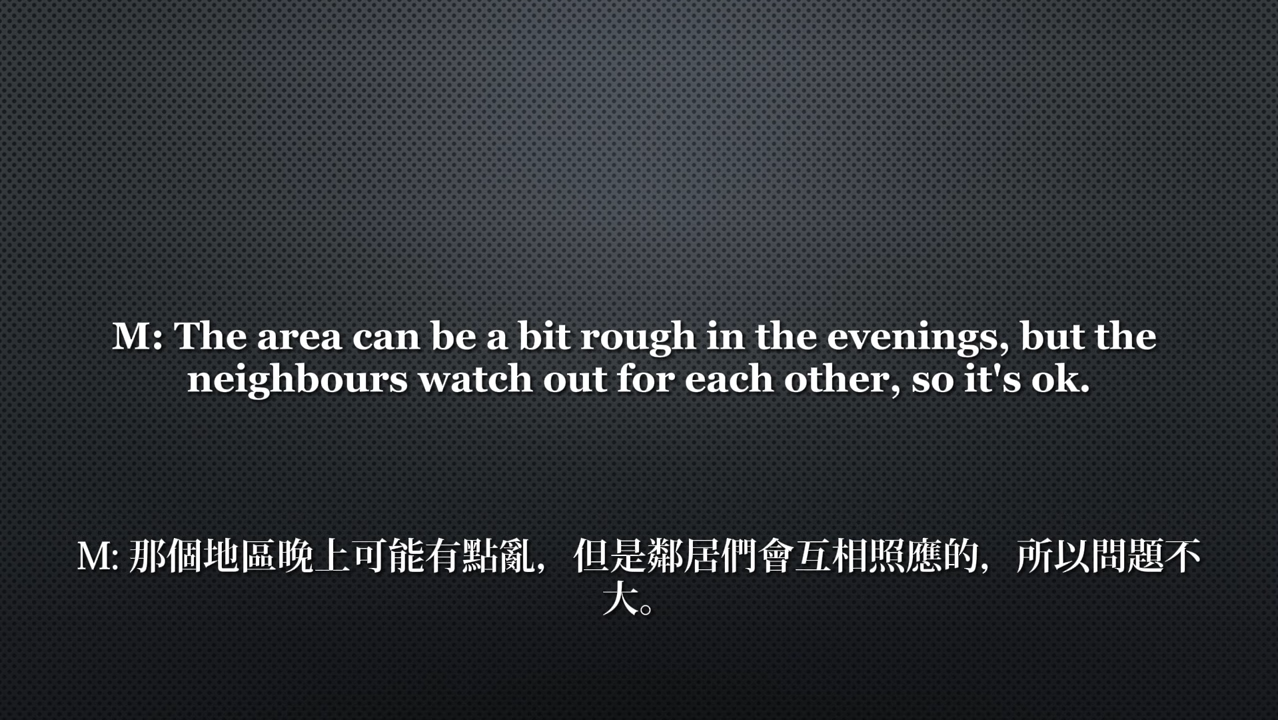 M: The area can be a bit rough in the evenings, but the
neighbours watch out for each other, so it's ok.
M: 那個地區晚上可能有點亂，但是鄰居們會互相照應的，所以問題不
大。